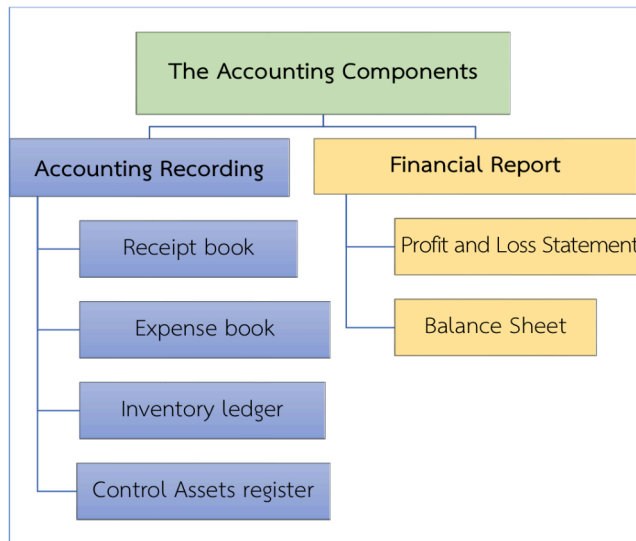 The Accounting Components
Accounting Recording
Receipt book
Expense book
Inventory ledger
Control Assets register
Financial Report
Profit and Loss Statement
Balance Sheet